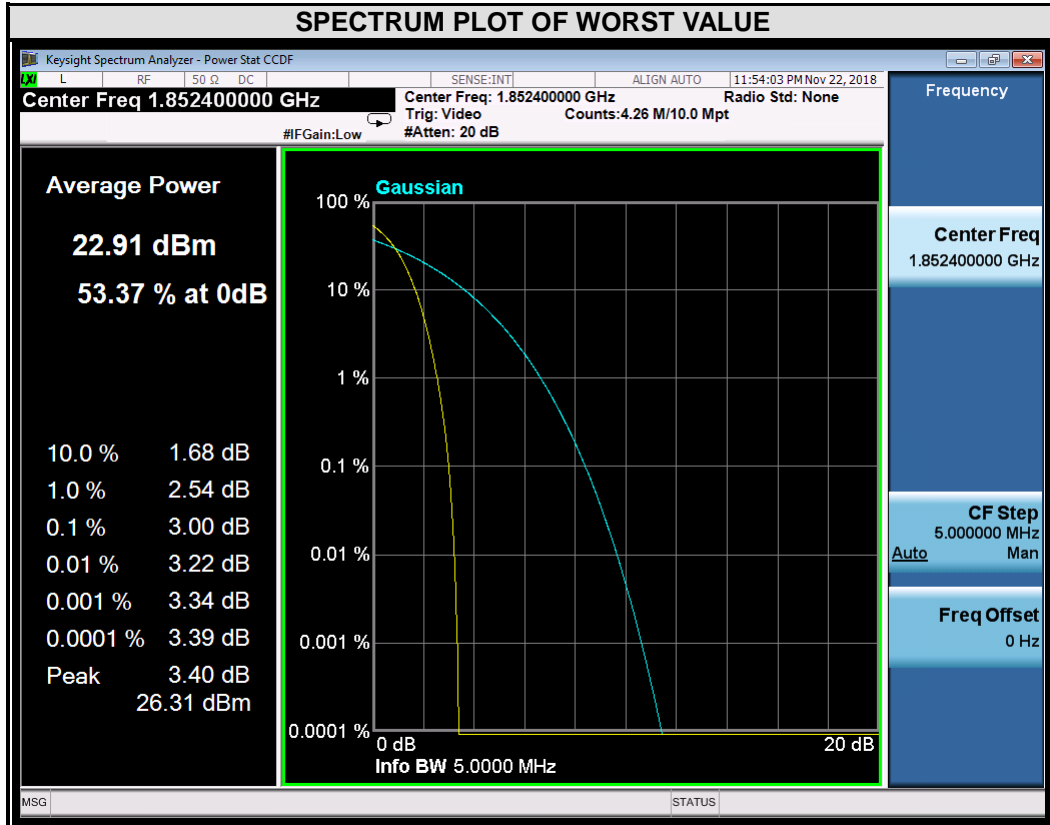 SPECTRUM PLOT OF WORST VALUE
Keysight Spectrum Analyzer - Power Stat CCDF
LXI L RF 50 Ω DC SENSE:INT ALIGN AUTO 11:54:03 PM Nov 22, 2018
Center Freq 1.852400000 GHz
Center Freq: 1.852400000 GHz Radio Std: None
Trig: Video Counts:4.26 M/10.0 Mpt
#IFGain:Low #Atten: 20 dB
Average Power
22.91 dBm
53.37 % at 0dB
10.0 % 1.68 dB
1.0 % 2.54 dB
0.1 % 3.00 dB
0.01 % 3.22 dB
0.001 % 3.34 dB
0.0001 % 3.39 dB
Peak 3.40 dB
26.31 dBm
Gaussian
100 %
10 %
1 %
0.1 %
0.01 %
0.001 %
0.0001 %
0 dB 20 dB
Info BW 5.0000 MHz
Frequency
Center Freq
1.852400000 GHz
CF Step
5.000000 MHz
Auto Man
Freq Offset
0 Hz
MSG STATUS